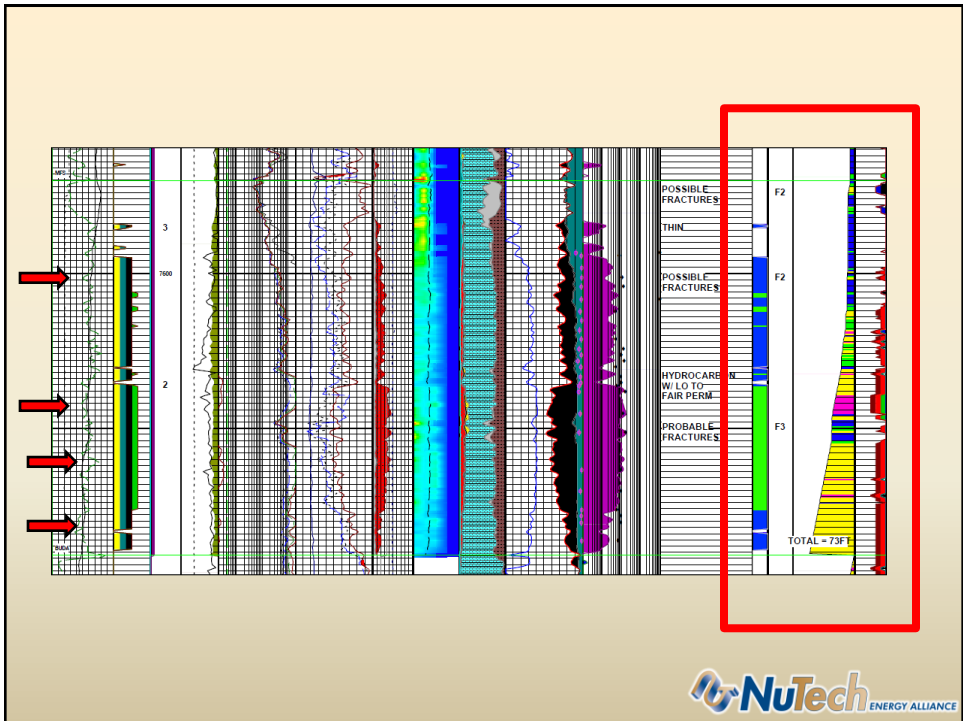 MFS
POSSIBLE
FRACTURES
F2
3
THIN
7600
POSSIBLE
FRACTURES
F2
2
HYDROCARBON
W/ LO TO
FAIR PERM
PROBABLE
FRACTURES
F3
TOTAL = 73FT
BUDA
NuTech ENERGY ALLIANCE